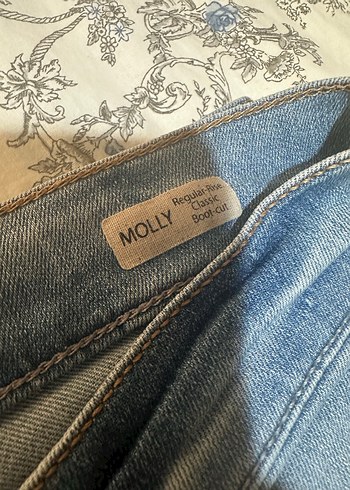 MOLLY
Regular-Rise
Classic
Boot-cut